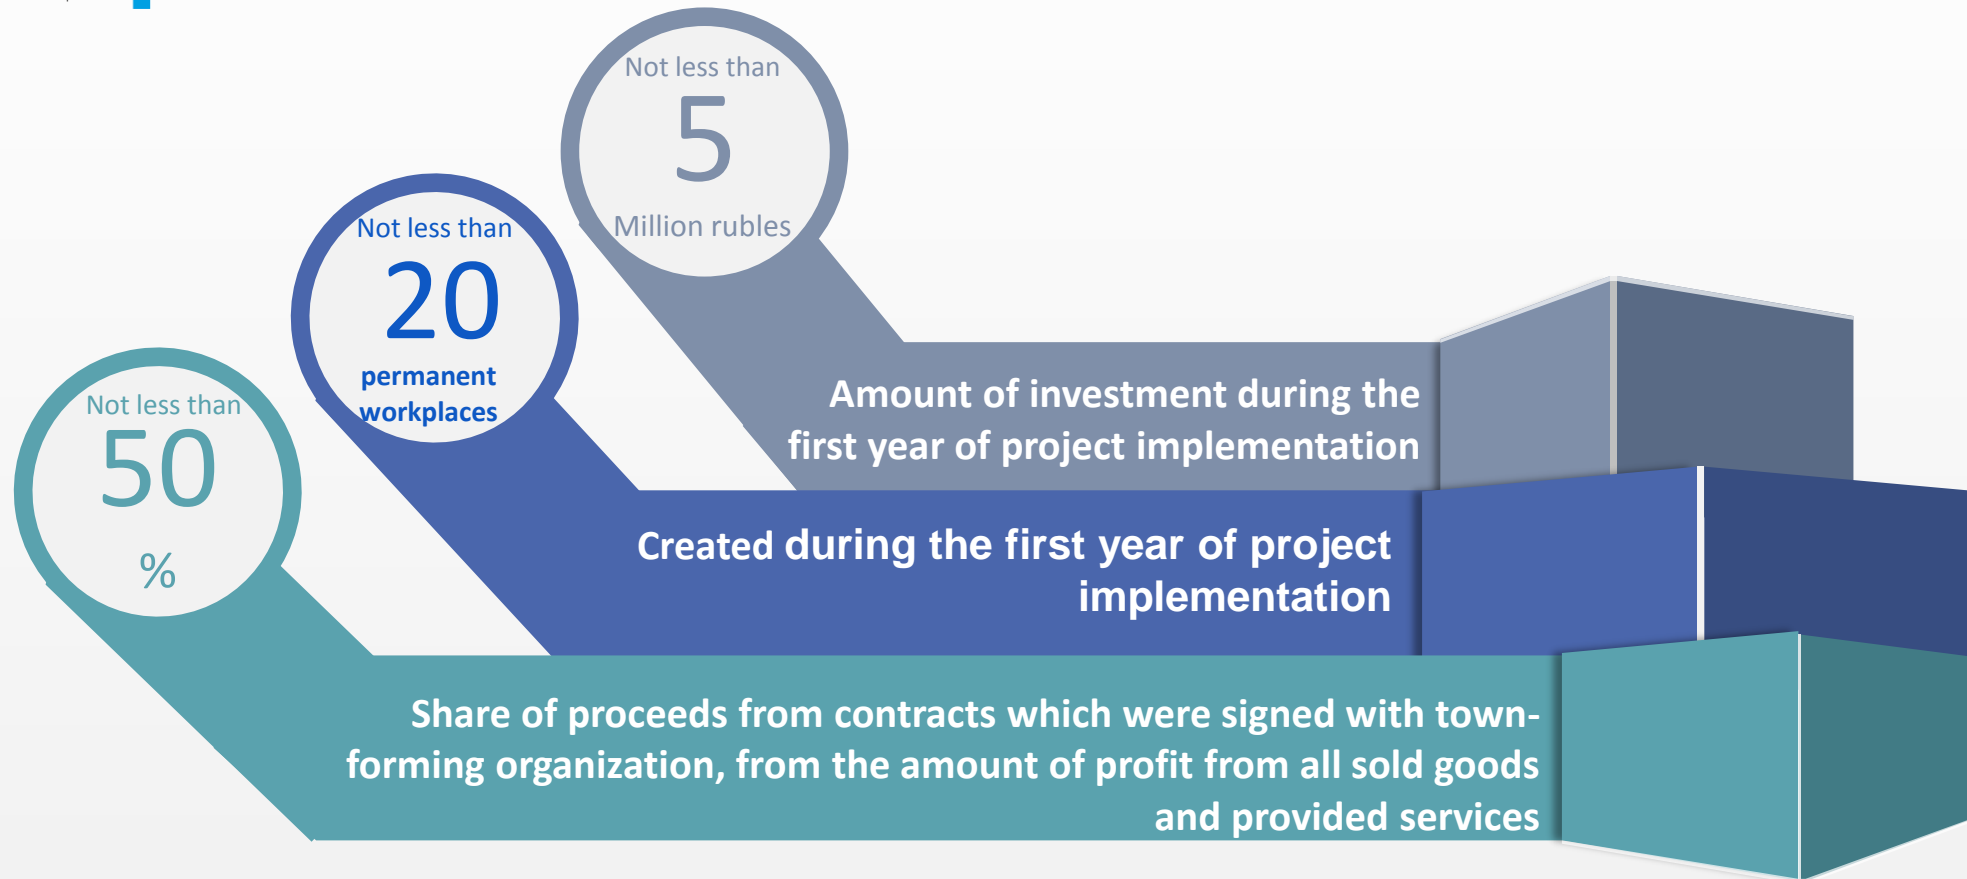 Not less than
5
Million rubles
Amount of investment during the
first year of project implementation
Not less than
20
permanent
workplaces
Created during the first year of project
implementation
Not less than
50
%
Share of proceeds from contracts which were signed with town-
forming organization, from the amount of profit from all sold goods
and provided services